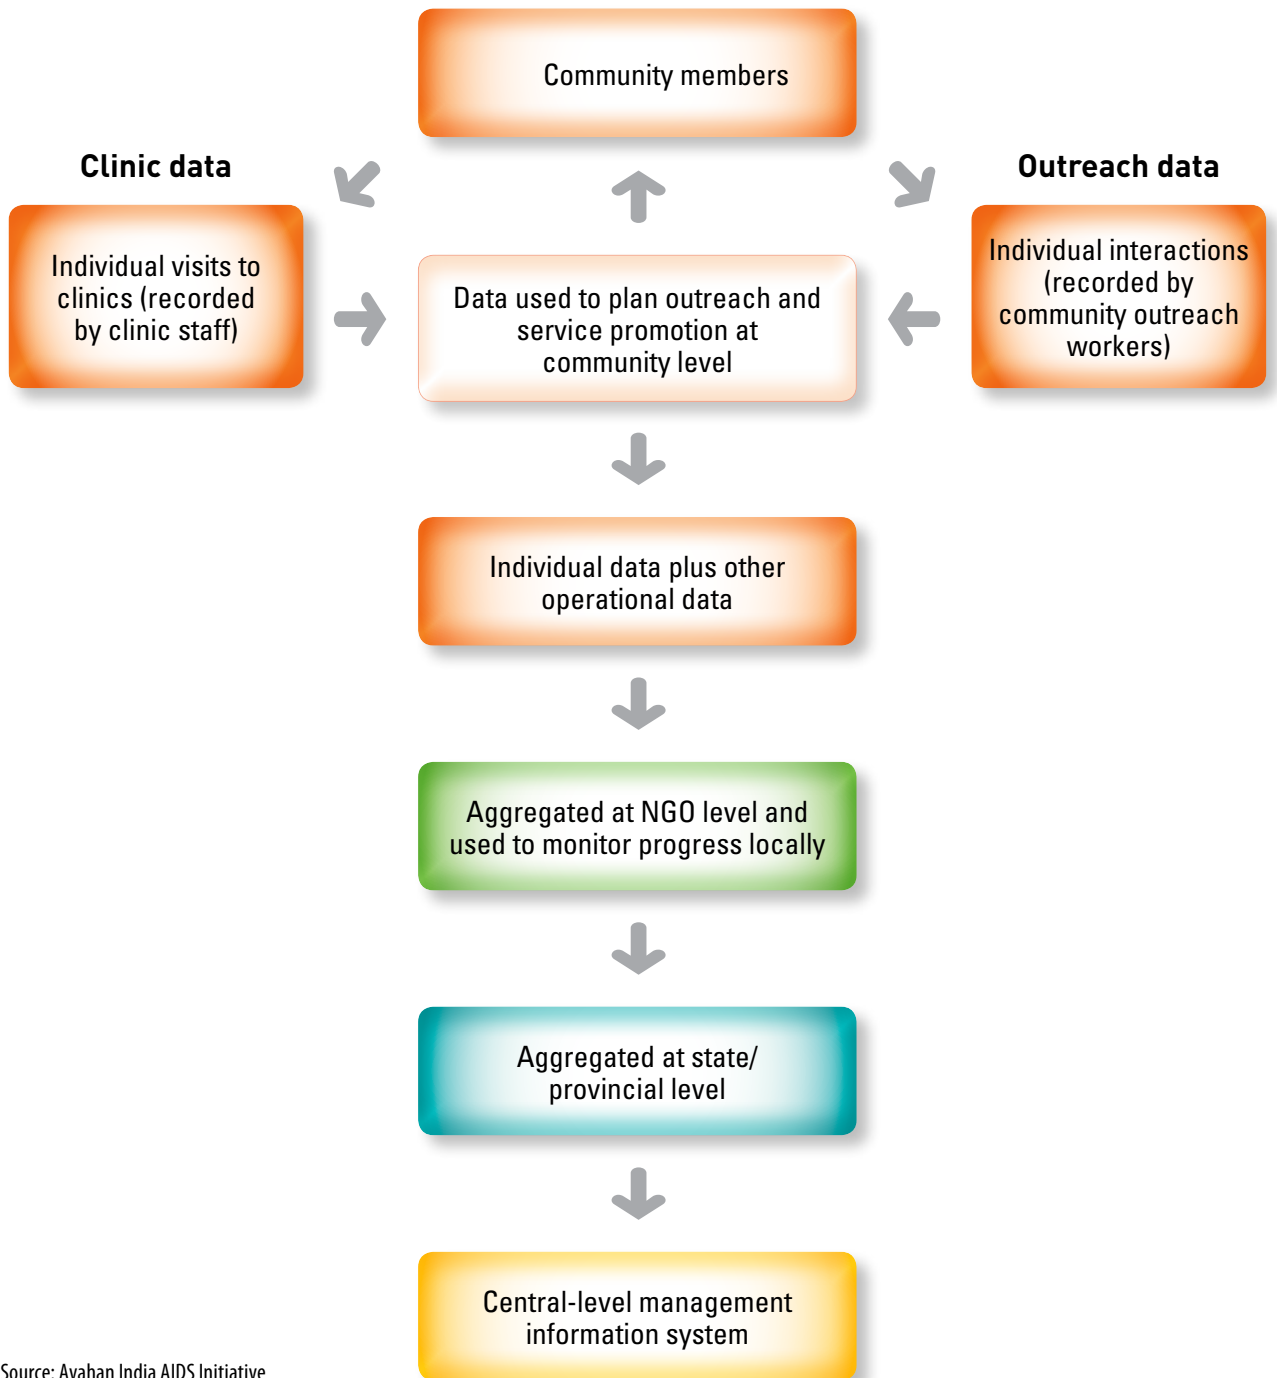 Community members
Clinic data
Outreach data
Individual visits to
clinics (recorded
by clinic staff)
Data used to plan outreach and
service promotion at
community level
Individual interactions
(recorded by
community outreach
workers)
Individual data plus other
operational data
Aggregated at NGO level and
used to monitor progress locally
Aggregated at state/
provincial level
Central-level management
information system
Source: Avahan India AIDS Initiative